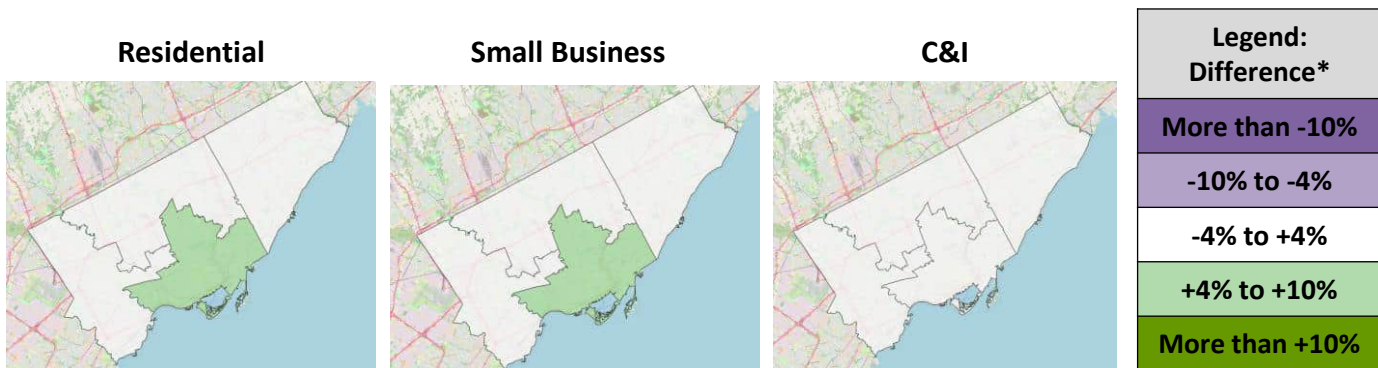 Residential
Small Business
C&I
Legend:
Difference*
More than -10%
-10% to -4%
-4% to +4%
+4% to +10%
More than +10%